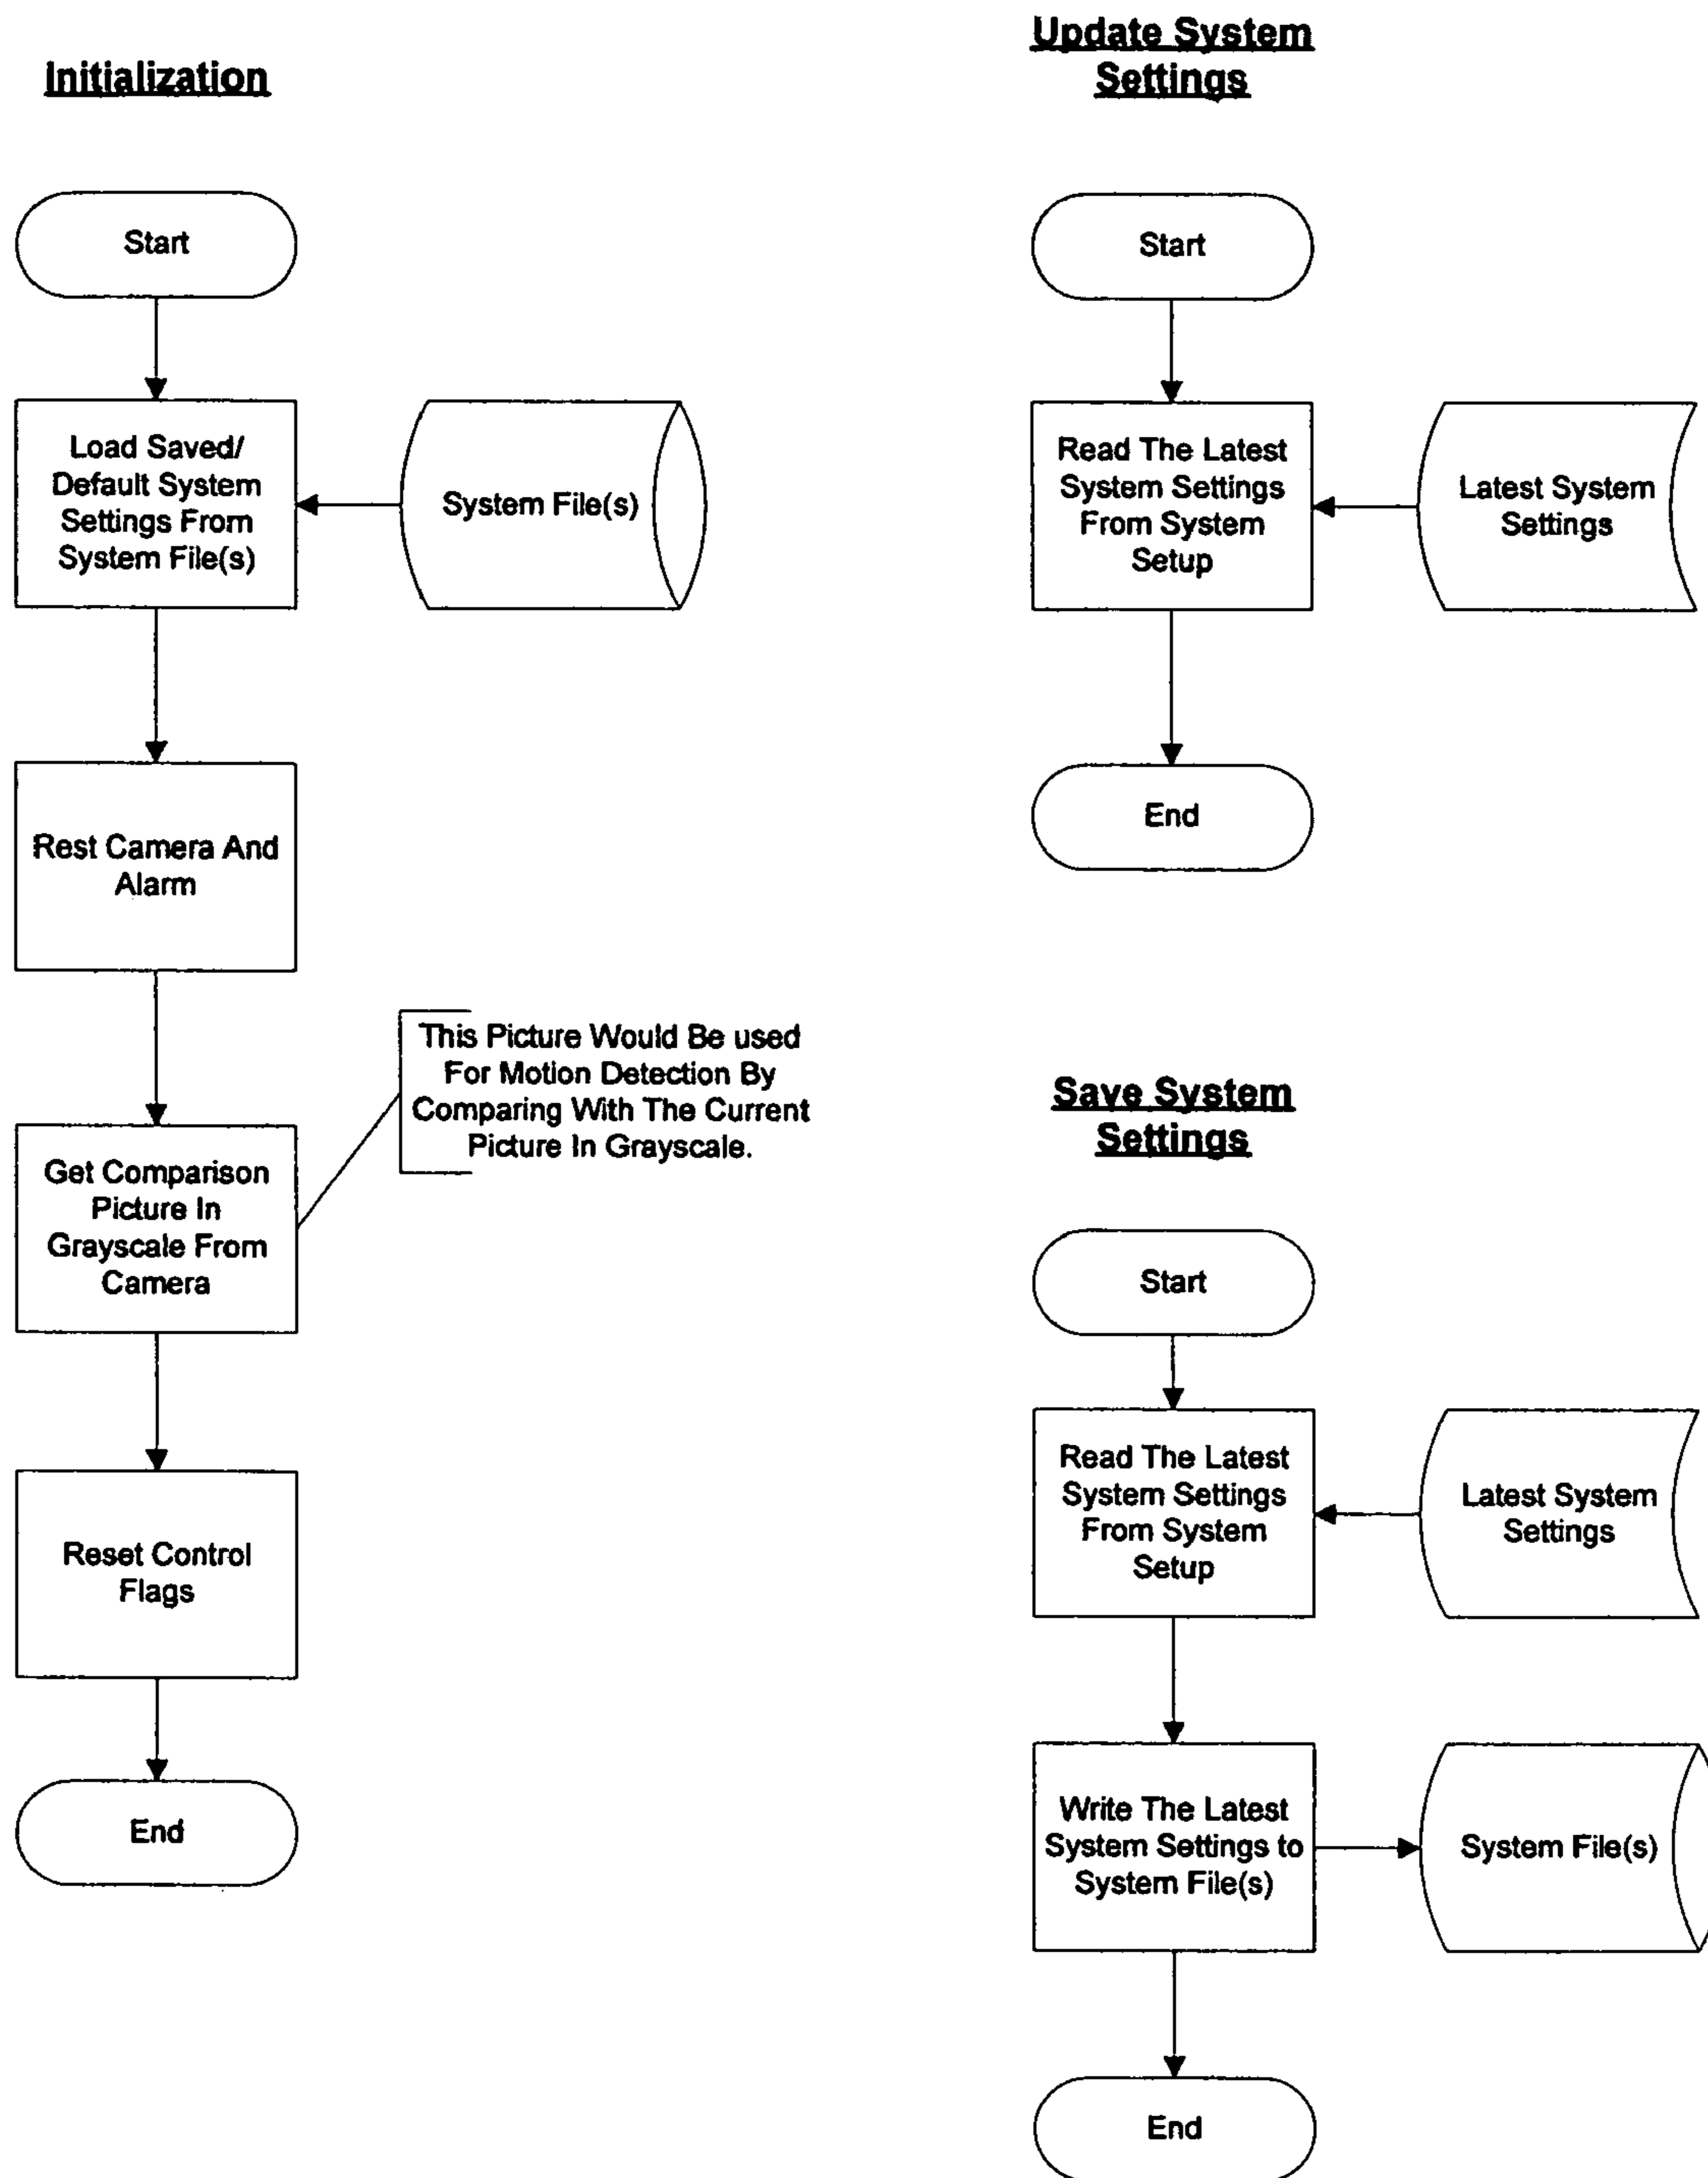 Initialization
Start
Load Saved/
Default System
Settings From
System File(s)
System File(s)
Rest Camera And
Alarm
This Picture Would Be used
For Motion Detection By
Comparing With The Current
Picture In Grayscale.
Get Comparison
Picture In
Grayscale From
Camera
Reset Control
Flags
End
Update System
Settings
Start
Read The Latest
System Settings
From System
Setup
Latest System
Settings
End
Save System
Settings
Start
Read The Latest
System Settings
From System
Setup
Latest System
Settings
Write The Latest
System Settings to
System File(s)
System File(s)
End